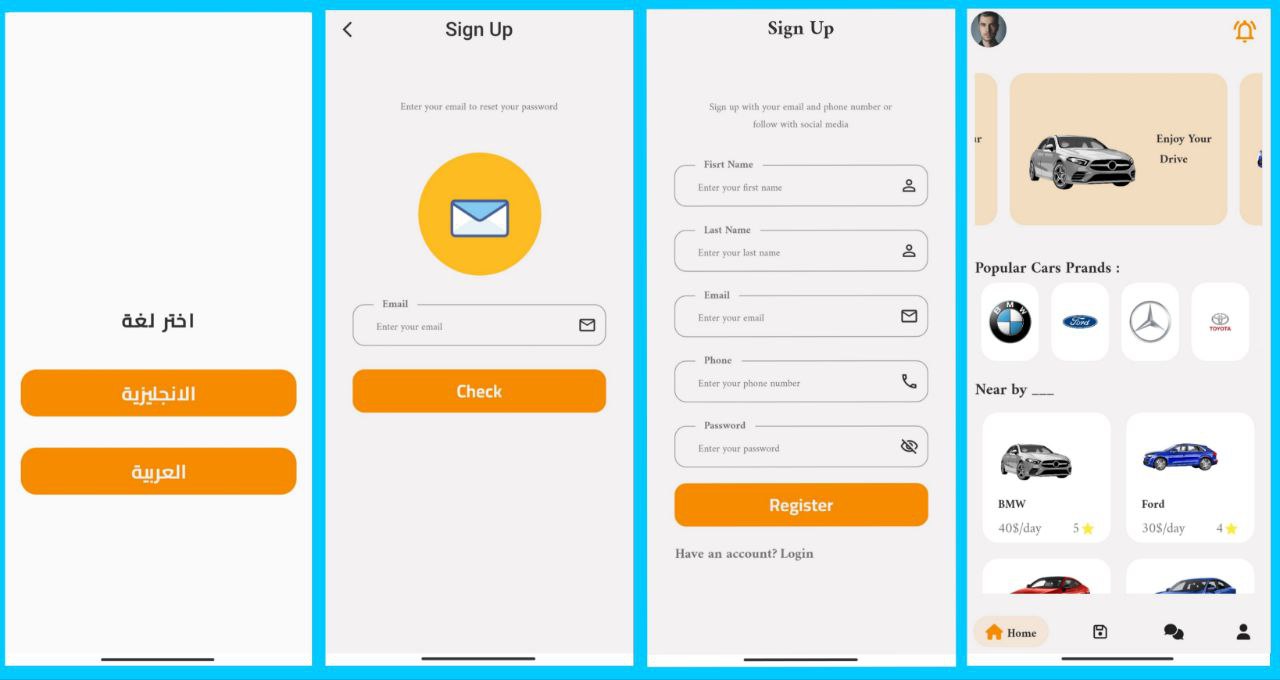 اختر لغة
الانجليزية
العربية
Sign Up
Enter your email to reset your password
Email
Enter your email
Check
Sign Up
Sign up with your email and phone number or
follow with social media
Fisrt Name
Enter your first name
Last Name
Enter your last name
Email
Enter your email
Phone
Enter your phone number
Password
Enter your password
Register
Have an account? Login
ur
Enjoy Your
Drive
Popular Cars Prands :
BMW
Ford
TOYOTA
Near by ___
BMW
40$/day 5
Ford
30$/day 4
Home